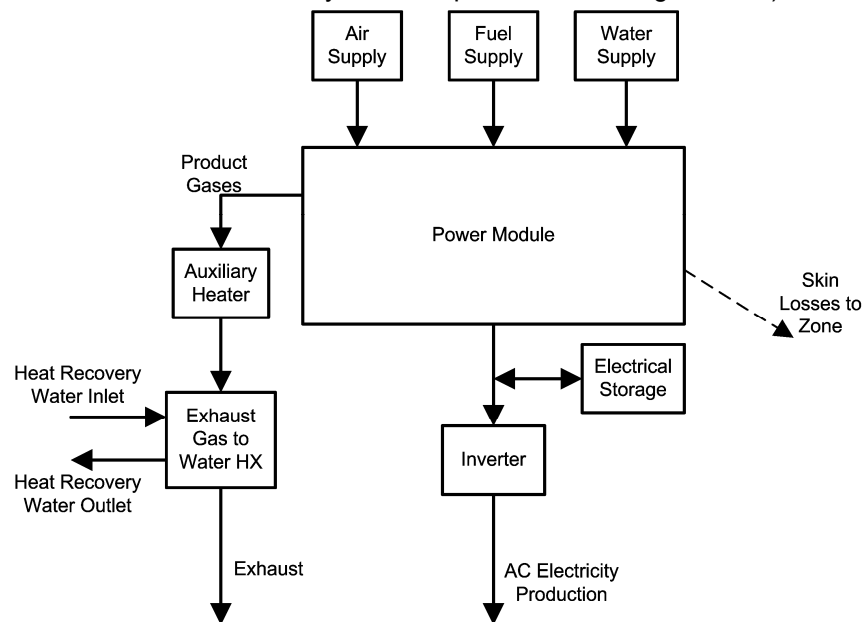 Air
Supply
Fuel
Supply
Water
Supply
Product
Gases
Power Module
Auxiliary
Heater
Skin
Losses to
Zone
Electrical
Storage
Heat Recovery
Water Inlet
Exhaust
Gas to
Water HX
Inverter
Heat Recovery
Water Outlet
Exhaust
AC Electricity
Production